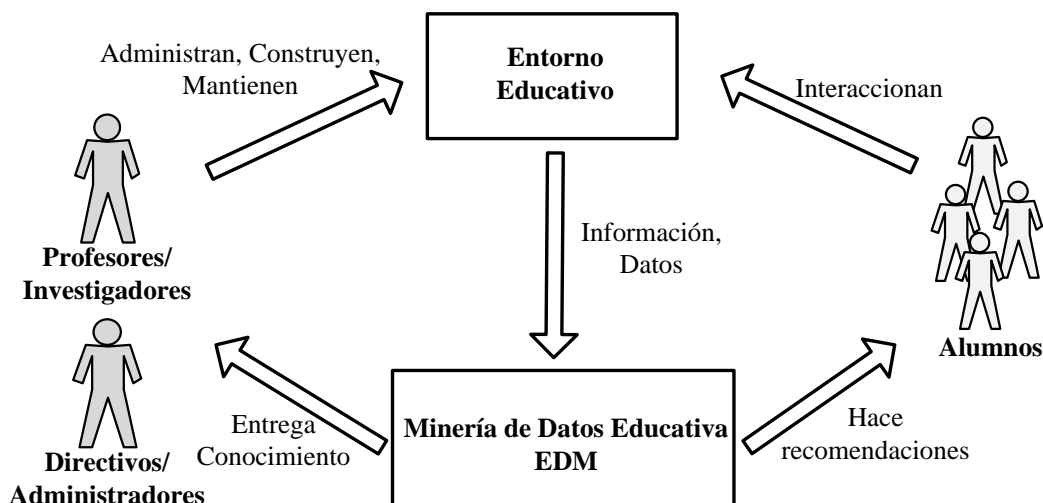 Administran, Construyen,
Mantienen
Entorno
Educativo
Interaccionan
Profesores/
Investigadores
Información,
Datos
Alumnos
Directivos/
Administradores
Entrega
Conocimiento
Minería de Datos Educativa
EDM
Hace
recomendaciones